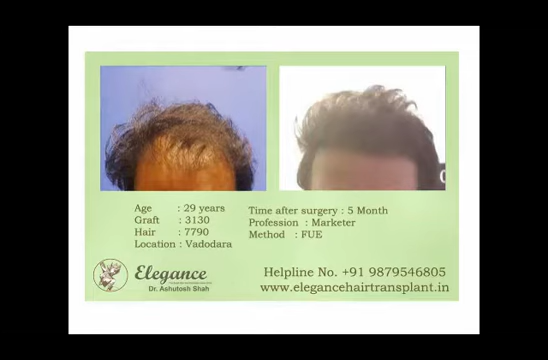 Age : 29 years
Graft : 3130
Hair : 7790
Location : Vadodara
Time after surgery : 5 Month
Profession : Marketer
Method : FUE
Elegance
Dr. Ashutosh Shah
Helpline No. +91 9879546805
www.elegancehairtransplant.in